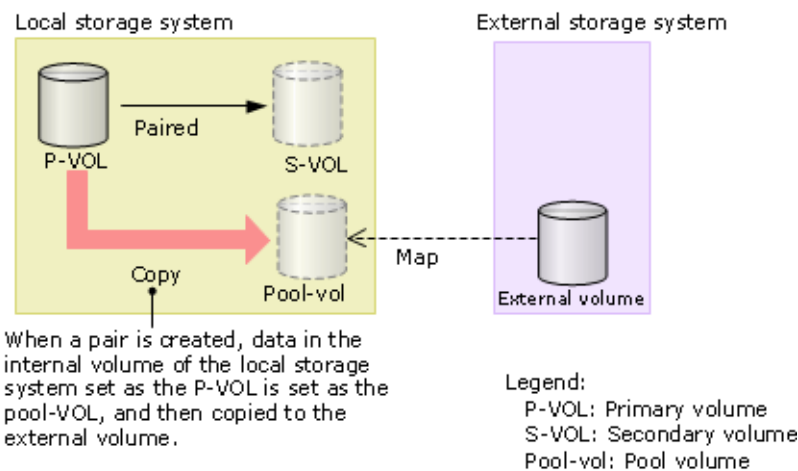 Local storage system
External storage system
Paired
P-VOL
S-VOL
Map
Copy
Pool-vol
External volume
When a pair is created, data in the
internal volume of the local storage
system set as the P-VOL is set as the
pool-VOL, and then copied to the
external volume.
Legend:
P-VOL: Primary volume
S-VOL: Secondary volume
Pool-vol: Pool volume